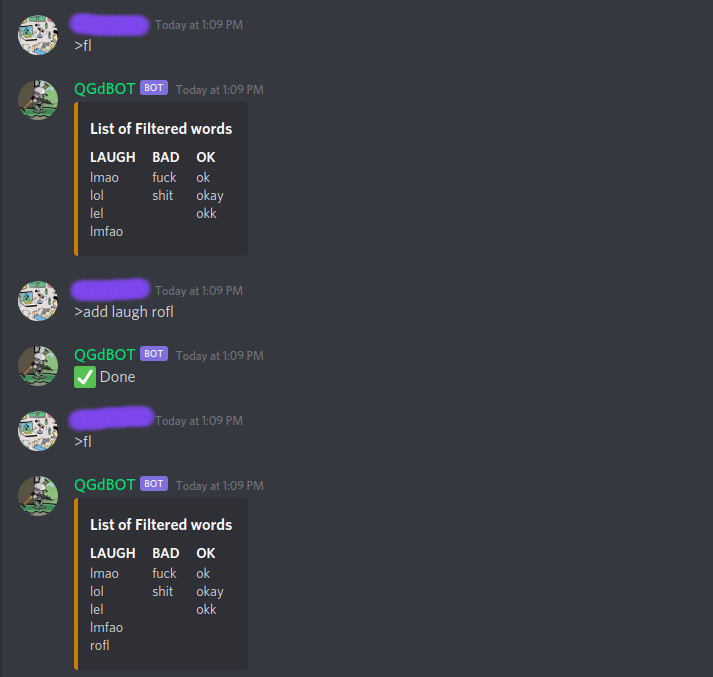 Today at 1:09 PM
>fl
QGdBOT BOT Today at 1:09 PM
List of Filtered words
LAUGH BAD OK
lmao fuck ok
lol shit okay
lel okk
lmfao
Today at 1:09 PM
>add laugh rofl
QGdBOT BOT Today at 1:09 PM
✅ Done
Today at 1:09 PM
>fl
QGdBOT BOT Today at 1:09 PM
List of Filtered words
LAUGH BAD OK
lmao fuck ok
lol shit okay
lel okk
lmfao
rofl